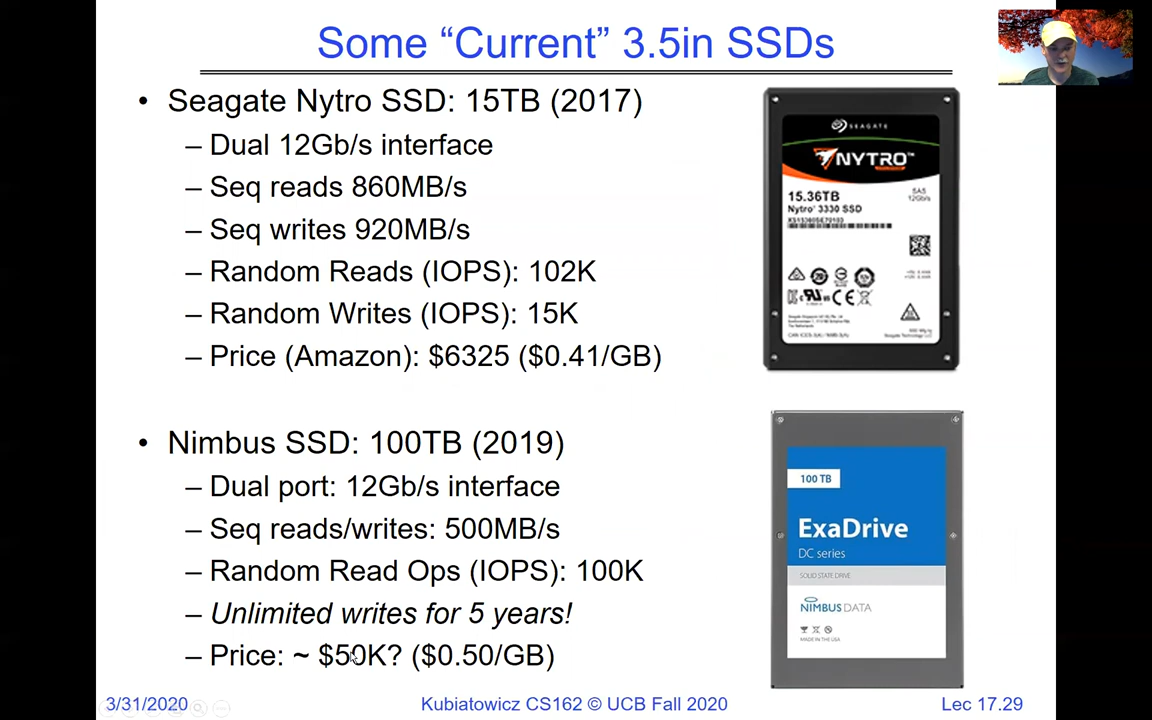 Some “Current” 3.5in SSDs
• Seagate Nytro SSD: 15TB (2017)
– Dual 12Gb/s interface
– Seq reads 860MB/s
– Seq writes 920MB/s
– Random Reads (IOPS): 102K
– Random Writes (IOPS): 15K
– Price (Amazon): $6325 ($0.41/GB)
SEAGATE
NYTRO™
15.36TB
Nytro® 3330 SSD
SAS
12Gb/s
• Nimbus SSD: 100TB (2019)
– Dual port: 12Gb/s interface
– Seq reads/writes: 500MB/s
– Random Read Ops (IOPS): 100K
– Unlimited writes for 5 years!
– Price: ~ $50K? ($0.50/GB)
100 TB
ExaDrive
DC series
SOLID STATE DRIVE
NIMBUS DATA
MADE IN THE USA
3/31/2020
Kubiatowicz CS162 © UCB Fall 2020
Lec 17.29